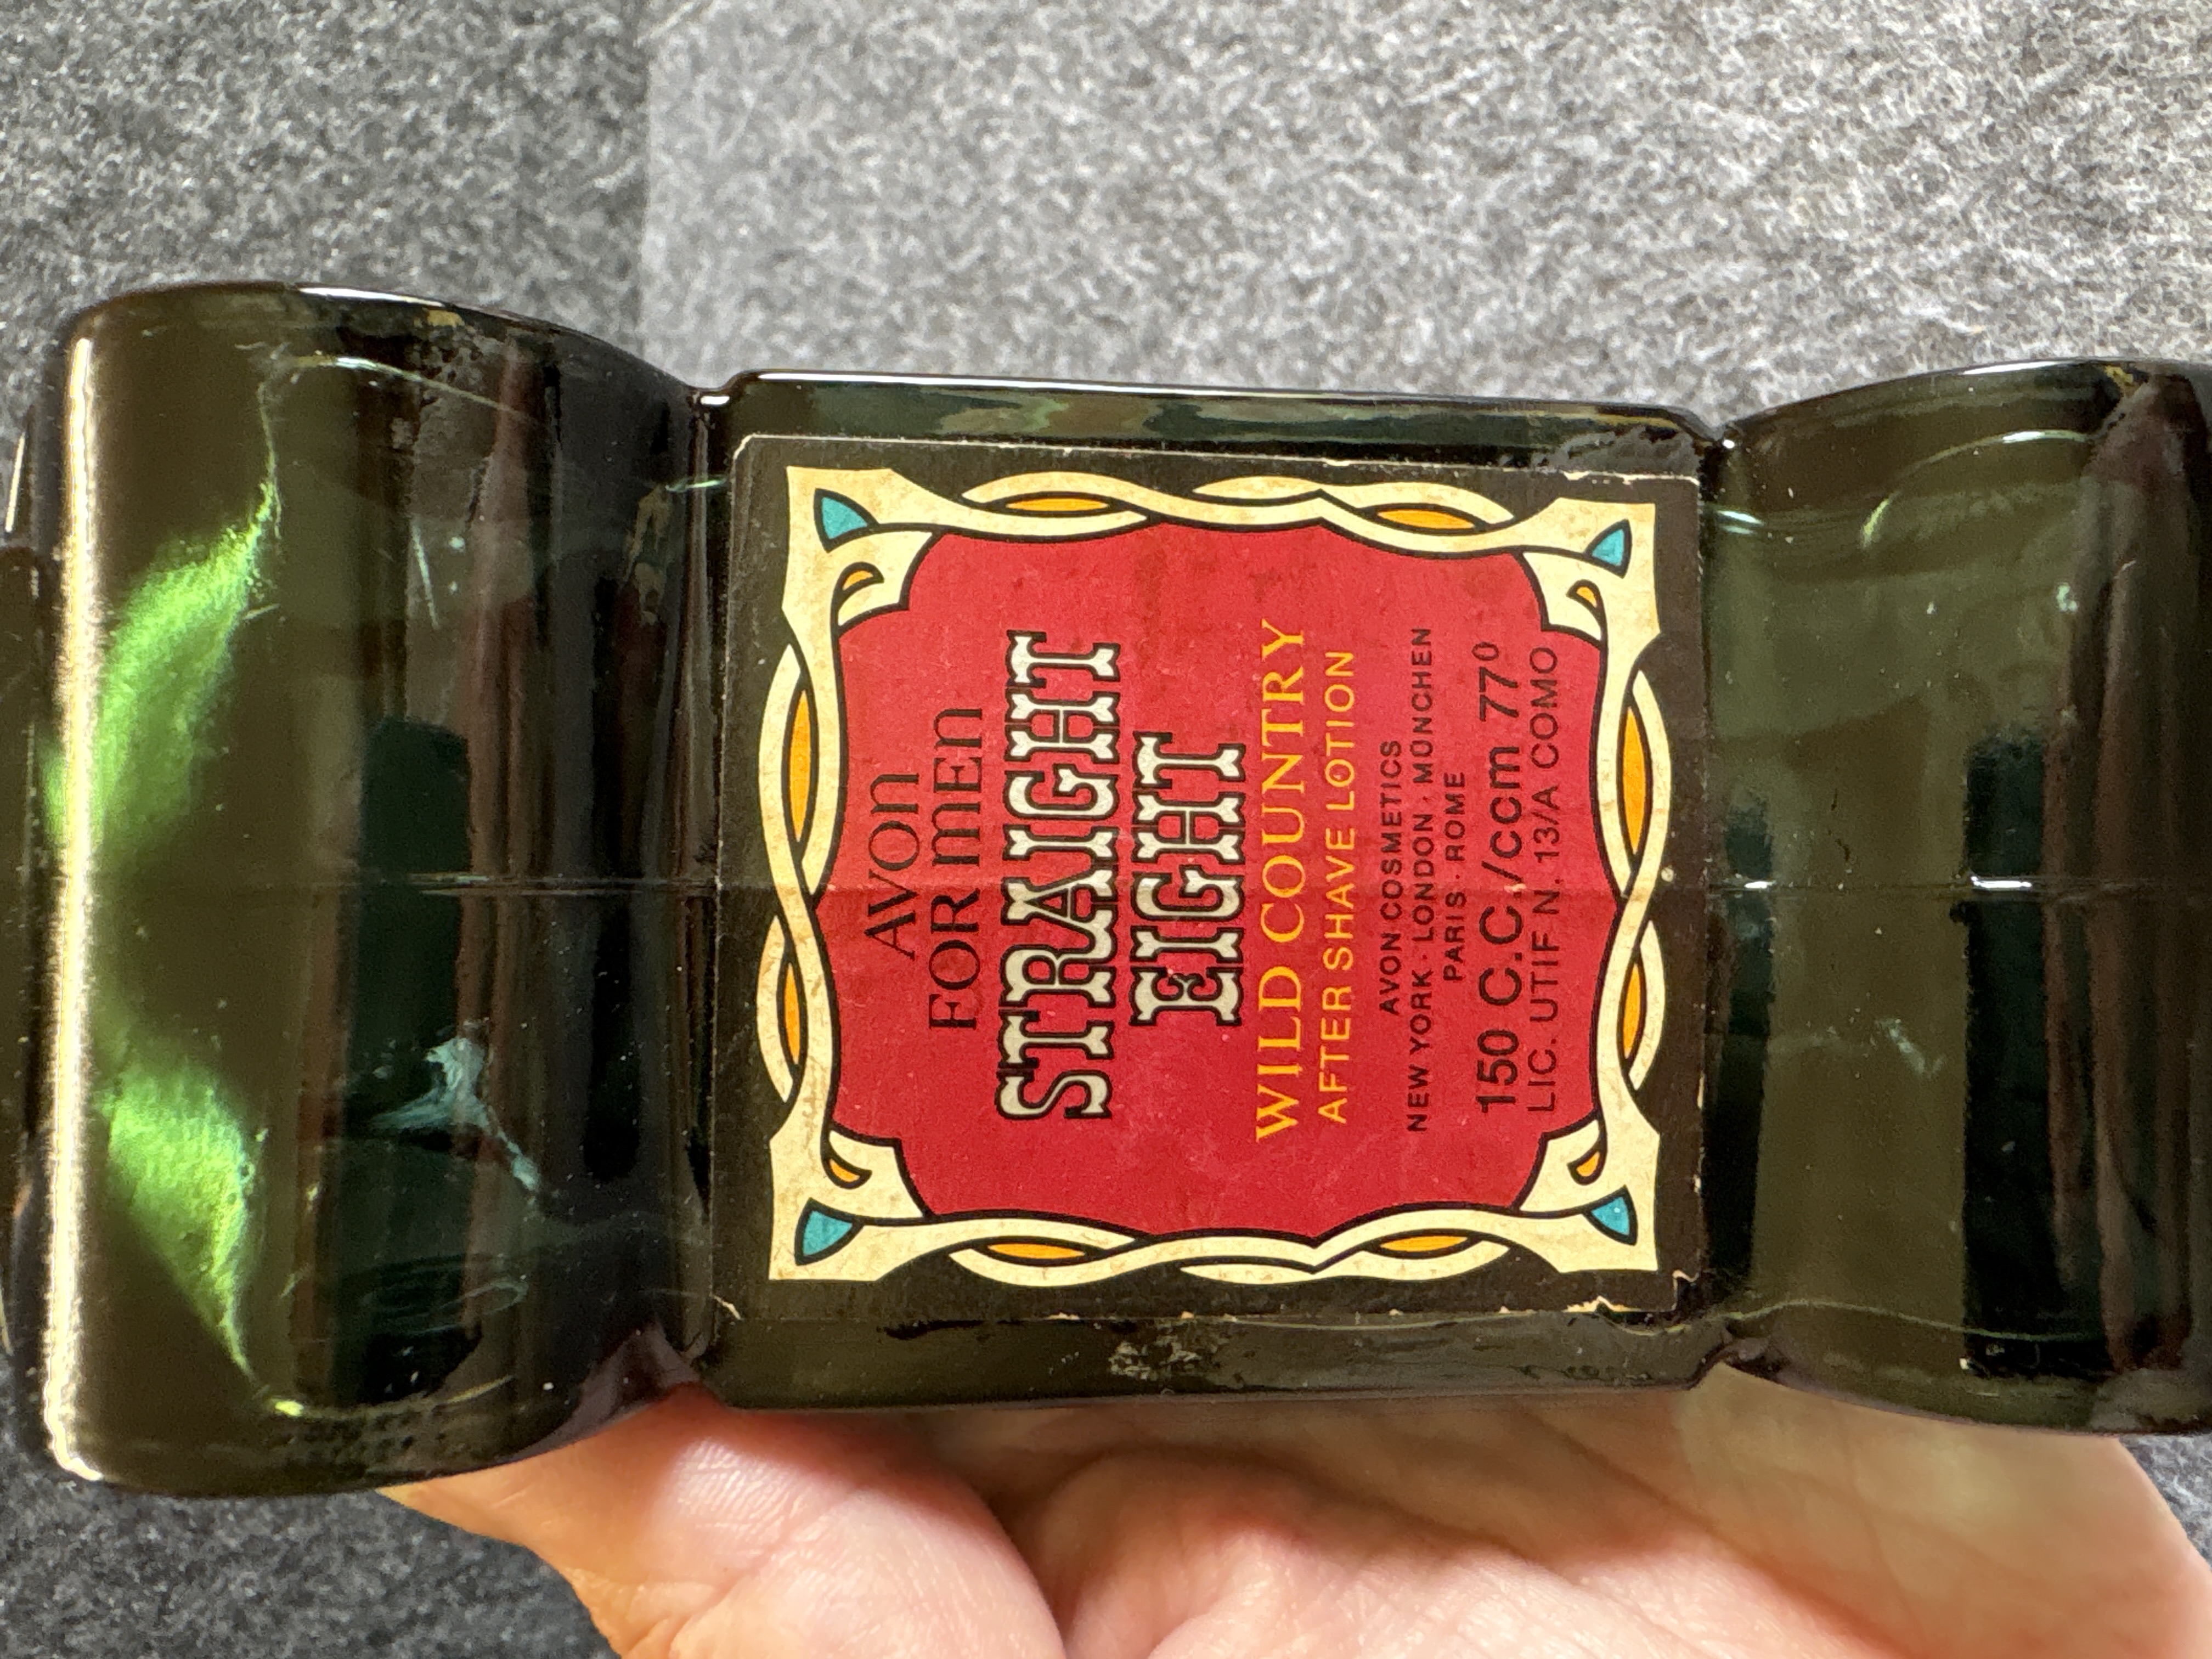 AVON
FOR MEN
STRAIGHT
EIGHT
WILD COUNTRY
AFTER SHAVE LOTION
AVON COSMETICS
NEW YORK · LONDON · MÜNCHEN
PARIS · ROME
150 C.C./ccm 77⁰
LIC. UTIF N. 13/A COMO